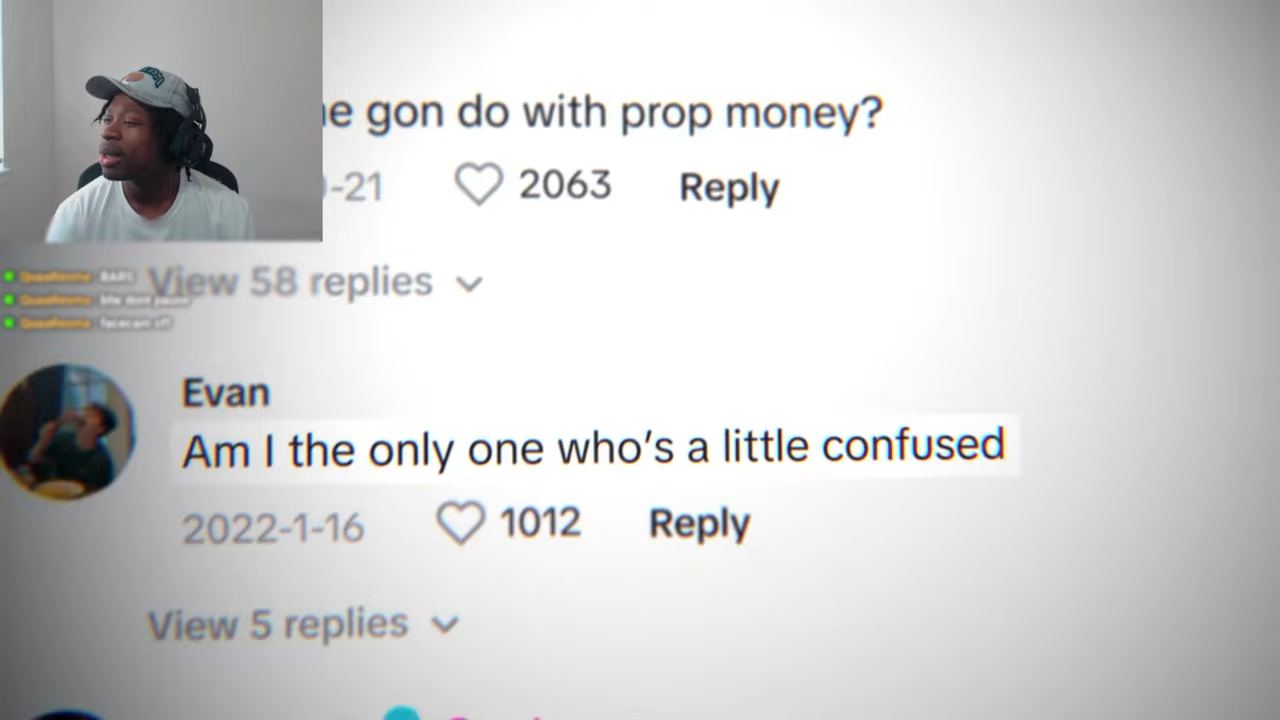 e gon do with prop money?
-21 2063 Reply
View 58 replies
BARS
Evan
Am I the only one who's a little confused
2022-1-16 1012 Reply
View 5 replies